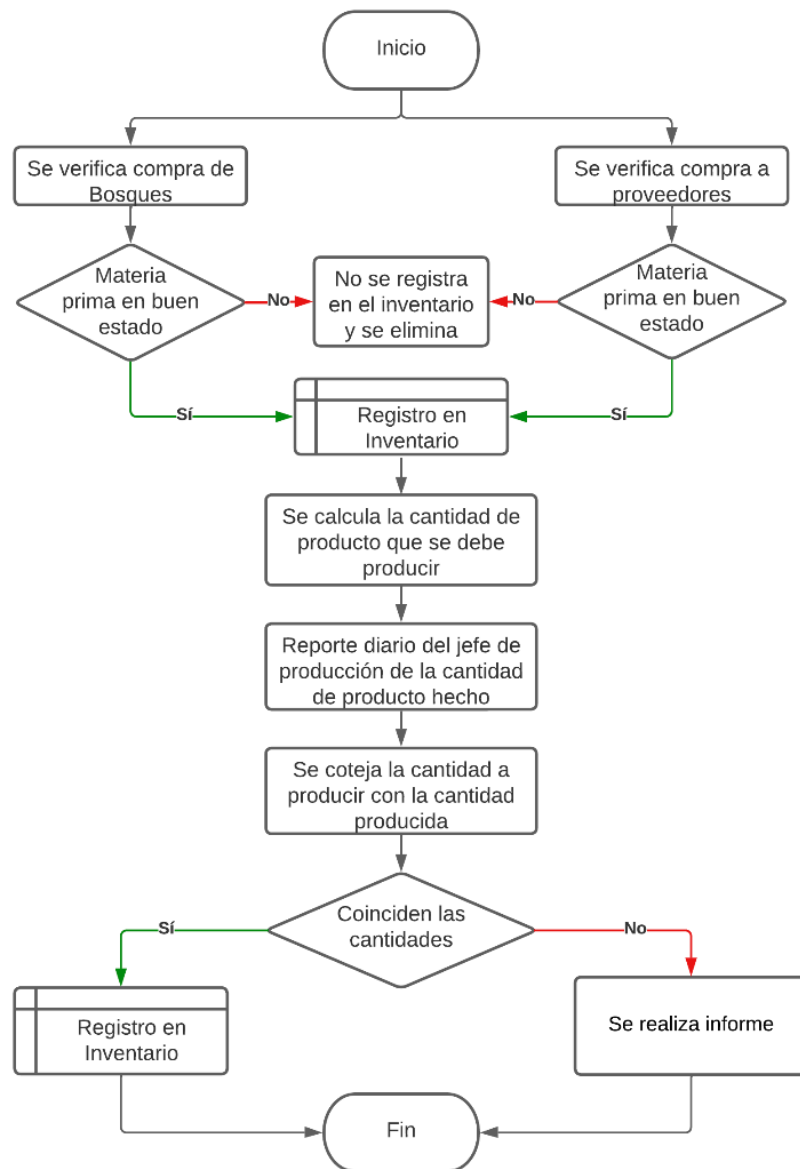 Inicio
Se verifica compra de
Bosques
Se verifica compra a
proveedores
Materia
prima en buen
estado
No
No se registra
en el inventario
y se elimina
No
Materia
prima en buen
estado
Sí
Registro en
Inventario
Sí
Se calcula la cantidad de
producto que se debe
producir
Reporte diario del jefe de
producción de la cantidad
de producto hecho
Se coteja la cantidad a
producir con la cantidad
producida
Coinciden las
cantidades
Sí
No
Registro en
Inventario
Se realiza informe
Fin